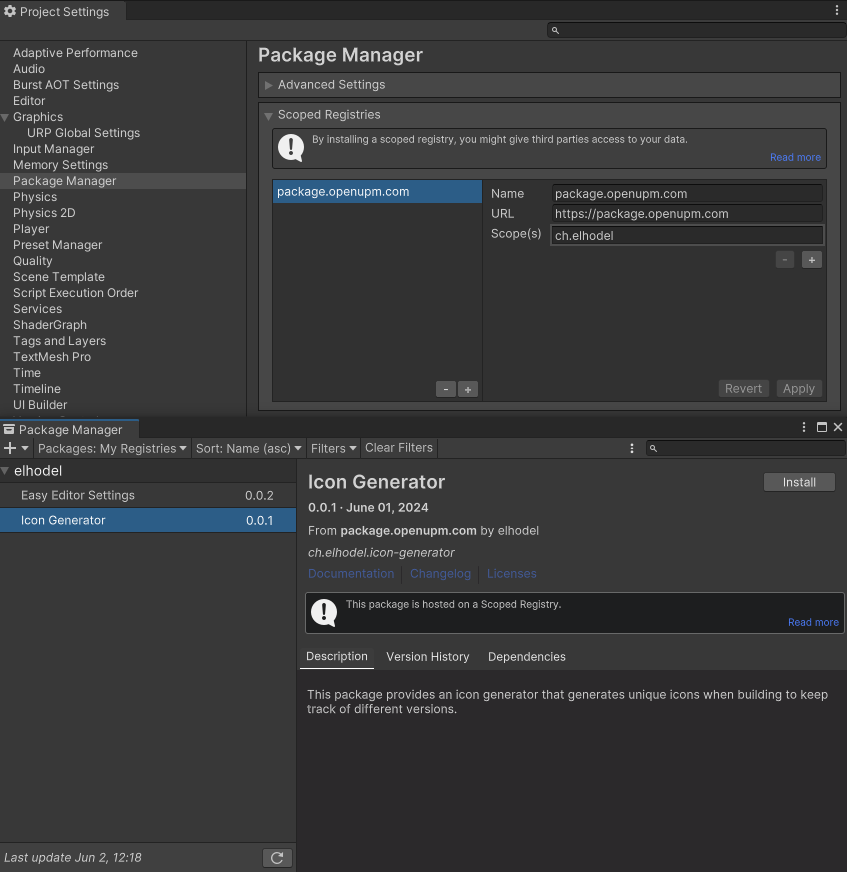 Project Settings
Adaptive Performance
Audio
Burst AOT Settings
Editor
Graphics
URP Global Settings
Input Manager
Memory Settings
Package Manager
Physics
Physics 2D
Player
Preset Manager
Quality
Scene Template
Script Execution Order
Services
ShaderGraph
Tags and Layers
TextMesh Pro
Time
Timeline
UI Builder
Package Manager
Advanced Settings
Scoped Registries
By installing a scoped registry, you might give third parties access to your data.
Read more
package.openupm.com
Name package.openupm.com
URL https://package.openupm.com
Scope(s) ch.elhodel
- +
- +
Revert Apply
Package Manager
+ Packages: My Registries Sort: Name (asc) Filters Clear Filters
elhodel
Easy Editor Settings 0.0.2
Icon Generator 0.0.1
Last update Jun 2, 12:18
Icon Generator
Install
0.0.1 · June 01, 2024
From package.openupm.com by elhodel
ch.elhodel.icon-generator
Documentation Changelog Licenses
This package is hosted on a Scoped Registry.
Read more
Description Version History Dependencies
This package provides an icon generator that generates unique icons when building to keep
track of different versions.